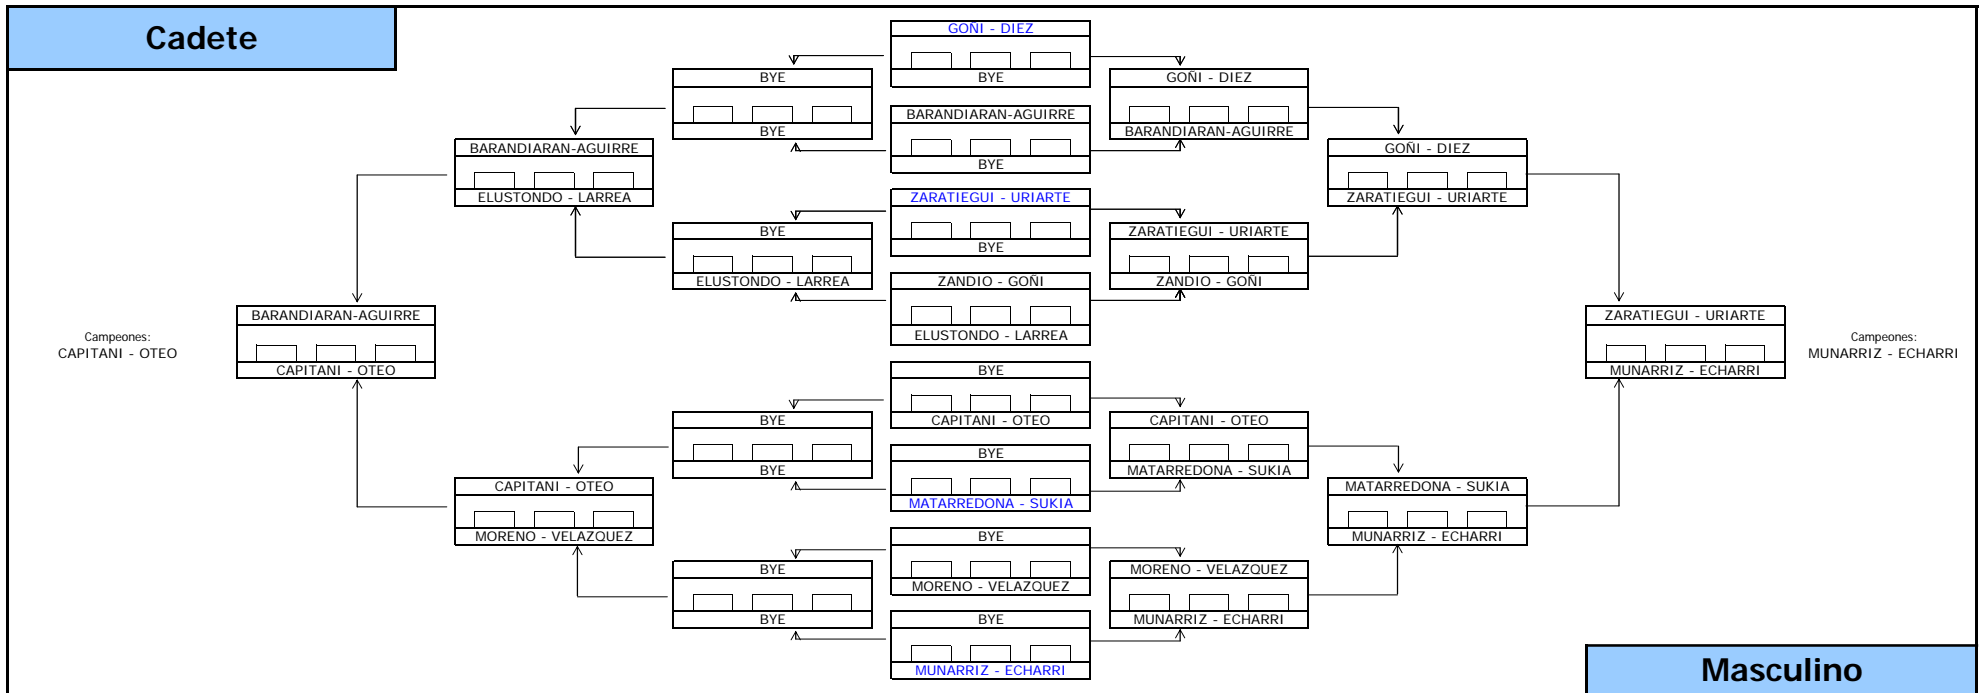 Cadete
GOÑI - DIEZ
BYE
BARANDIARAN-AGUIRRE
BYE
ZARATIEGUI - URIARTE
BYE
ZANDIO - GOÑI
ELUSTONDO - LARREA
BYE
CAPITANI - OTEO
BYE
MATARREDONA - SUKIA
BYE
MORENO - VELAZQUEZ
BYE
MUNARRIZ - ECHARRI
BYE
BYE
BYE
ELUSTONDO - LARREA
BYE
BYE
BYE
BYE
BARANDIARAN-AGUIRRE
ELUSTONDO - LARREA
CAPITANI - OTEO
MORENO - VELAZQUEZ
BARANDIARAN-AGUIRRE
CAPITANI - OTEO
Campeones:
CAPITANI - OTEO
GOÑI - DIEZ
BARANDIARAN-AGUIRRE
ZARATIEGUI - URIARTE
ZANDIO - GOÑI
CAPITANI - OTEO
MATARREDONA - SUKIA
MORENO - VELAZQUEZ
MUNARRIZ - ECHARRI
GOÑI - DIEZ
ZARATIEGUI - URIARTE
MATARREDONA - SUKIA
MUNARRIZ - ECHARRI
ZARATIEGUI - URIARTE
MUNARRIZ - ECHARRI
Campeones:
MUNARRIZ - ECHARRI
Masculino